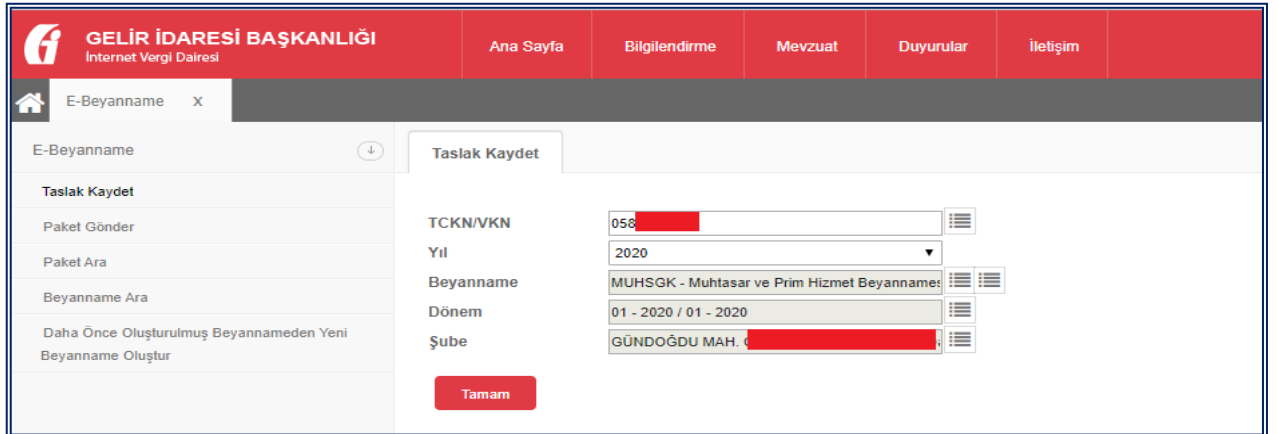 GELİR İDARESİ BAŞKANLIĞI
İnternet Vergi Dairesi
Ana Sayfa
Bilgilendirme
Mevzuat
Duyurular
İletişim
E-Beyanname X
E-Beyanname
Taslak Kaydet
Paket Gönder
Paket Ara
Beyanname Ara
Daha Önce Oluşturulmuş Beyannameden Yeni
Beyanname Oluştur
Taslak Kaydet
TCKN/VKN 058
Yıl 2020
Beyanname MUHSGK - Muhtasar ve Prim Hizmet Beyannames
Dönem 01 - 2020 / 01 - 2020
Şube GÜNDOĞDU MAH.
Tamam